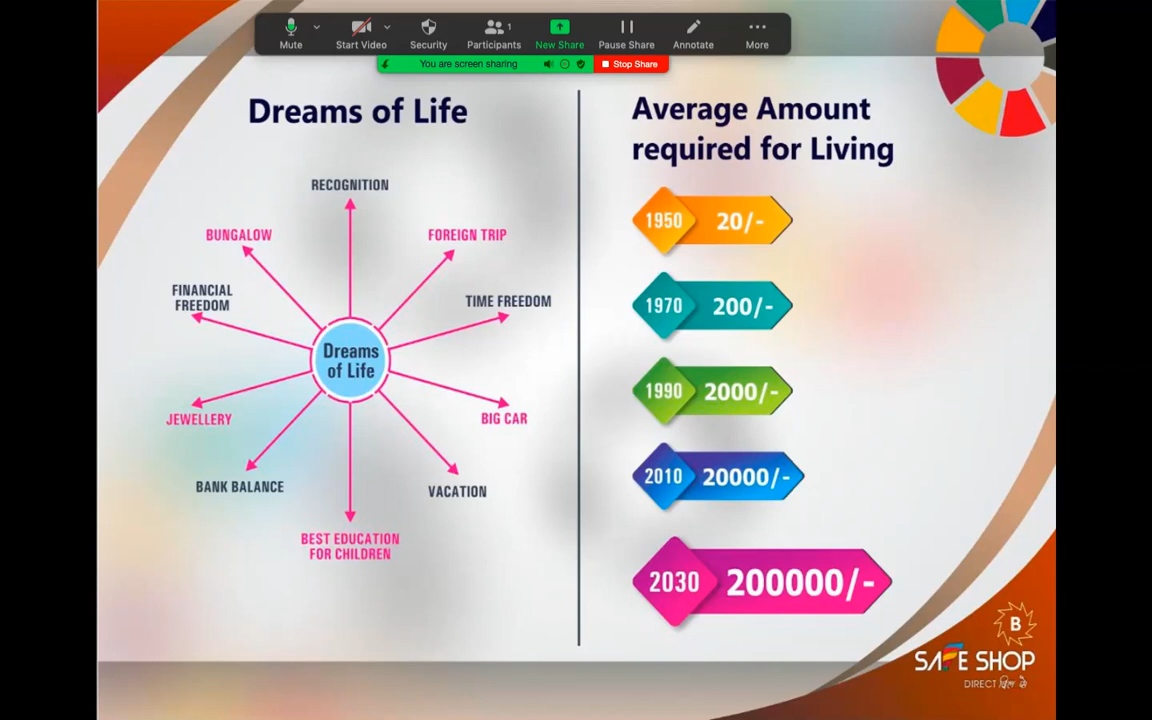 Mute
Start Video
Security
Participants
1
New Share
Pause Share
Annotate
More
You are screen sharing
Stop Share
Dreams of Life
RECOGNITION
BUNGALOW
FOREIGN TRIP
FINANCIAL
FREEDOM
TIME FREEDOM
Dreams
of Life
JEWELLERY
BIG CAR
BANK BALANCE
VACATION
BEST EDUCATION
FOR CHILDREN
Average Amount
required for Living
1950 20/-
1970 200/-
1990 2000/-
2010 20000/-
2030 200000/-
B
SAFE SHOP
DIRECT दिल से